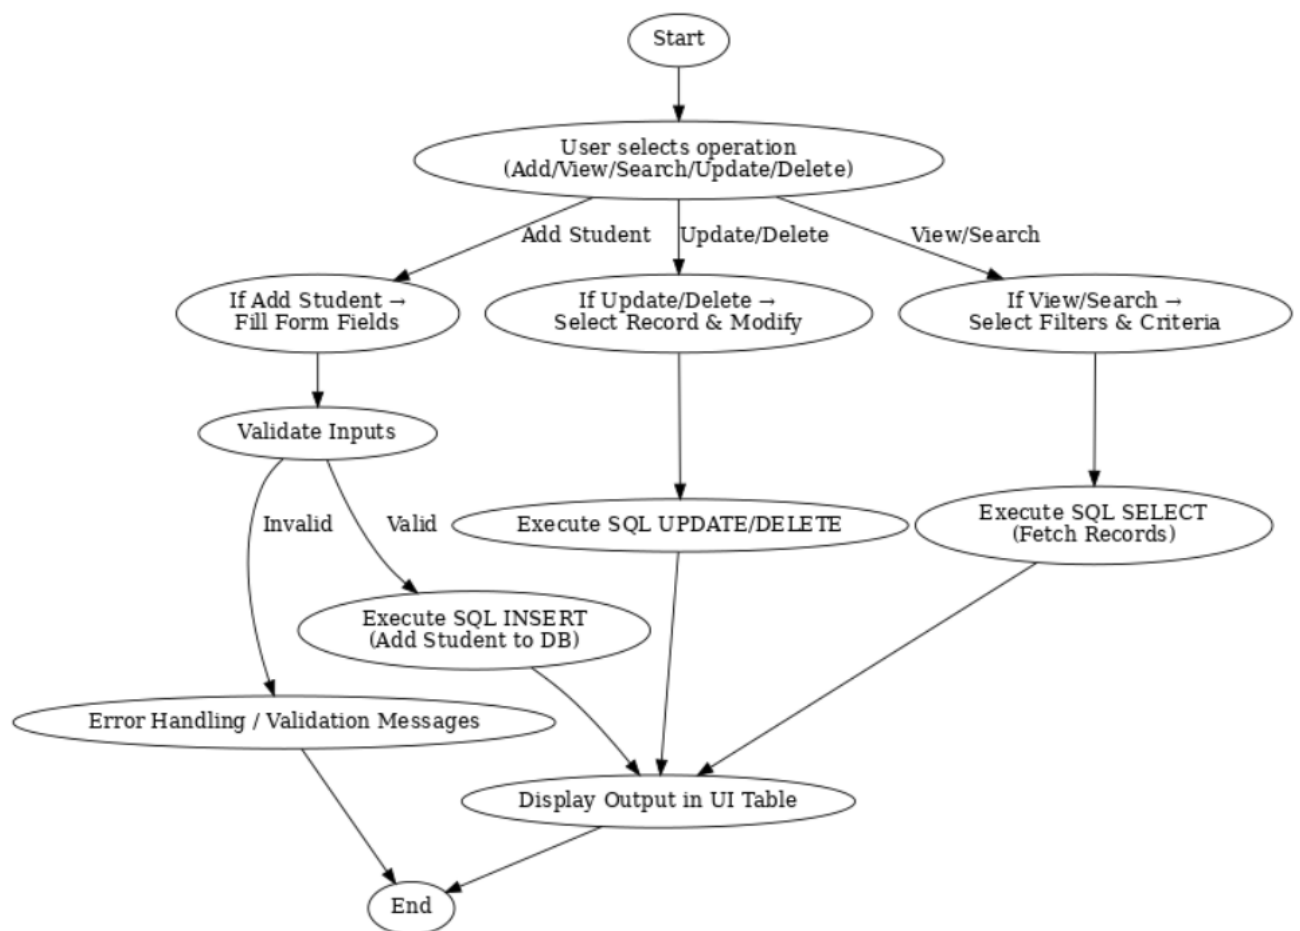 Start
User selects operation
(Add/View/Search/Update/Delete)
Add Student
Update/Delete
View/Search
If Add Student →
Fill Form Fields
If Update/Delete →
Select Record & Modify
If View/Search →
Select Filters & Criteria
Validate Inputs
Invalid
Valid
Execute SQL UPDATE/DELETE
Execute SQL SELECT
(Fetch Records)
Execute SQL INSERT
(Add Student to DB)
Error Handling / Validation Messages
Display Output in UI Table
End